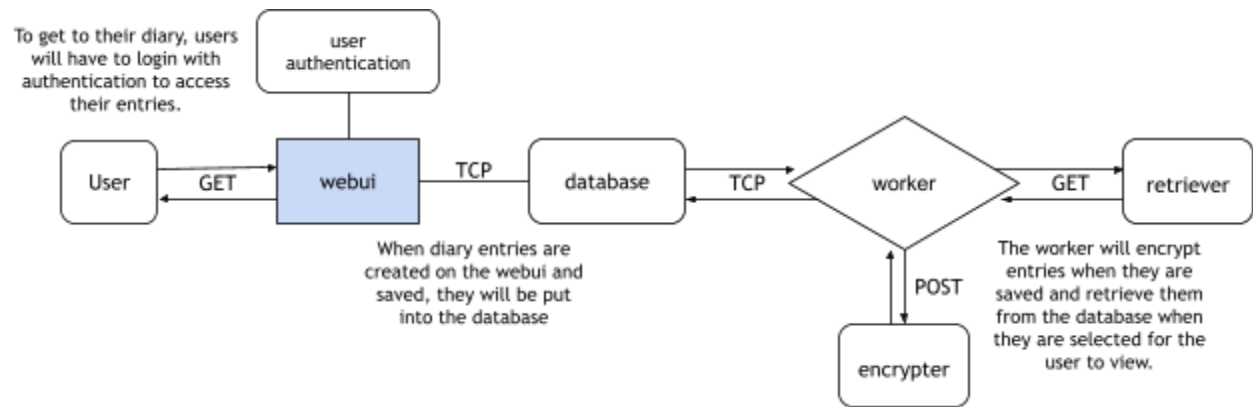 To get to their diary, users
will have to login with
authentication to access
their entries.
user
authentication
User
GET
webui
TCP
database
TCP
worker
GET
retriever
When diary entries are
created on the webui and
saved, they will be put
into the database
POST
encrypter
The worker will encrypt
entries when they are
saved and retrieve them
from the database when
they are selected for the
user to view.